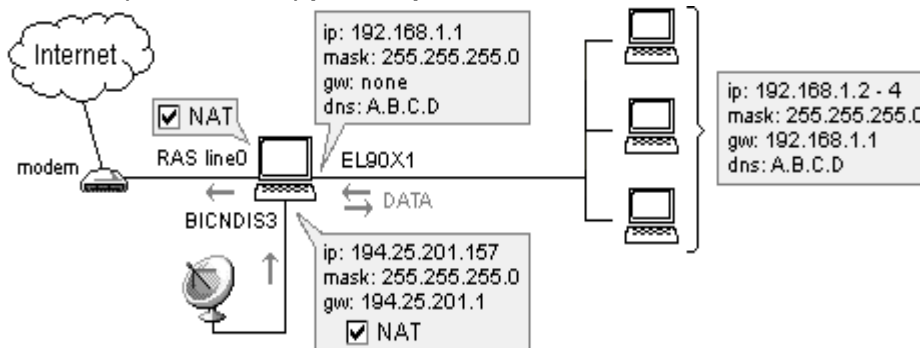 Internet
modem
NAT
RAS line0
ip: 192.168.1.1
mask: 255.255.255.0
gw: none
dns: A.B.C.D
EL90X1
DATA
BICNDIS3
ip: 194.25.201.157
mask: 255.255.255.0
gw: 194.25.201.1
NAT
ip: 192.168.1.2 - 4
mask: 255.255.255.0
gw: 192.168.1.1
dns: A.B.C.D